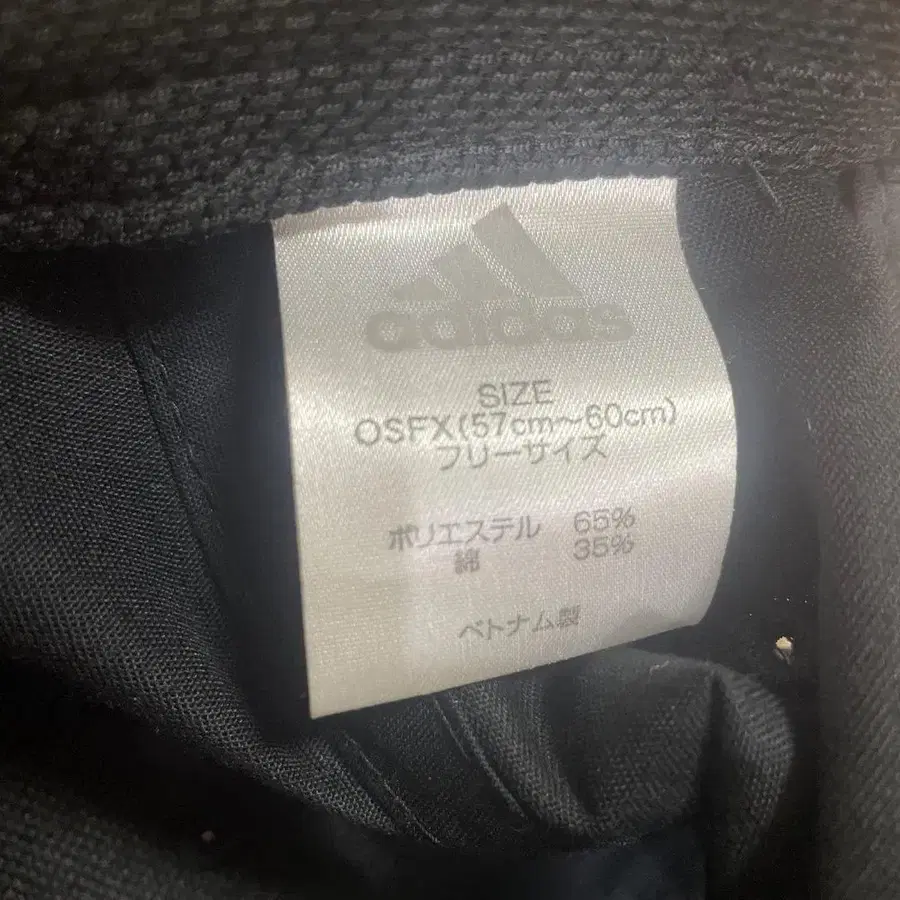 adidas
SIZE
OSFX(57cm～60cm)
フリーサイズ
ポリエステル 65%
綿 35%
ベトナム製